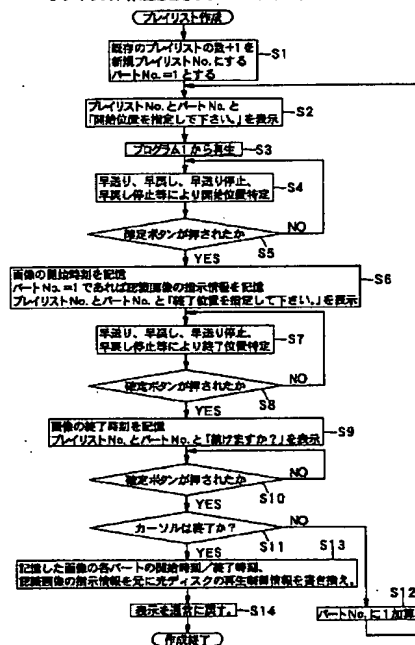 プレイリスト作成
既存のプレイリストの数+1を
新規プレイリストNo.にする
パートNo.=1とする
S1
プレイリストNo.とパートNo.と
「開始位置を指定して下さい。」を表示
S2
プログラム1から再生
S3
早送り、早戻し、早送り停止、
早戻し停止等により開始位置特定
S4
確定ボタンが押されたか
NO
S5
YES
画像の開始時刻を記憶
パートNo.=1であれば記録画像の指示情報を記憶
プレイリストNo.とパートNo.と「終了位置を指定して下さい。」を表示
S6
早送り、早戻し、早送り停止、
早戻し停止等により終了位置特定
S7
確定ボタンが押されたか
NO
S8
YES
画像の終了時刻を記憶
プレイリストNo.とパートNo.と「続けますか?」を表示
S9
確定ボタンが押されたか
NO
S10
YES
カーソルは終了か?
NO
S11
YES
S13
記憶した画像の各パートの開始時刻/終了時刻、
記録画像の指示情報を元に光ディスクの再生制御情報を書き換え。
S12
パートNo.に1加算
表示を通常に戻す。
S14
作成終了